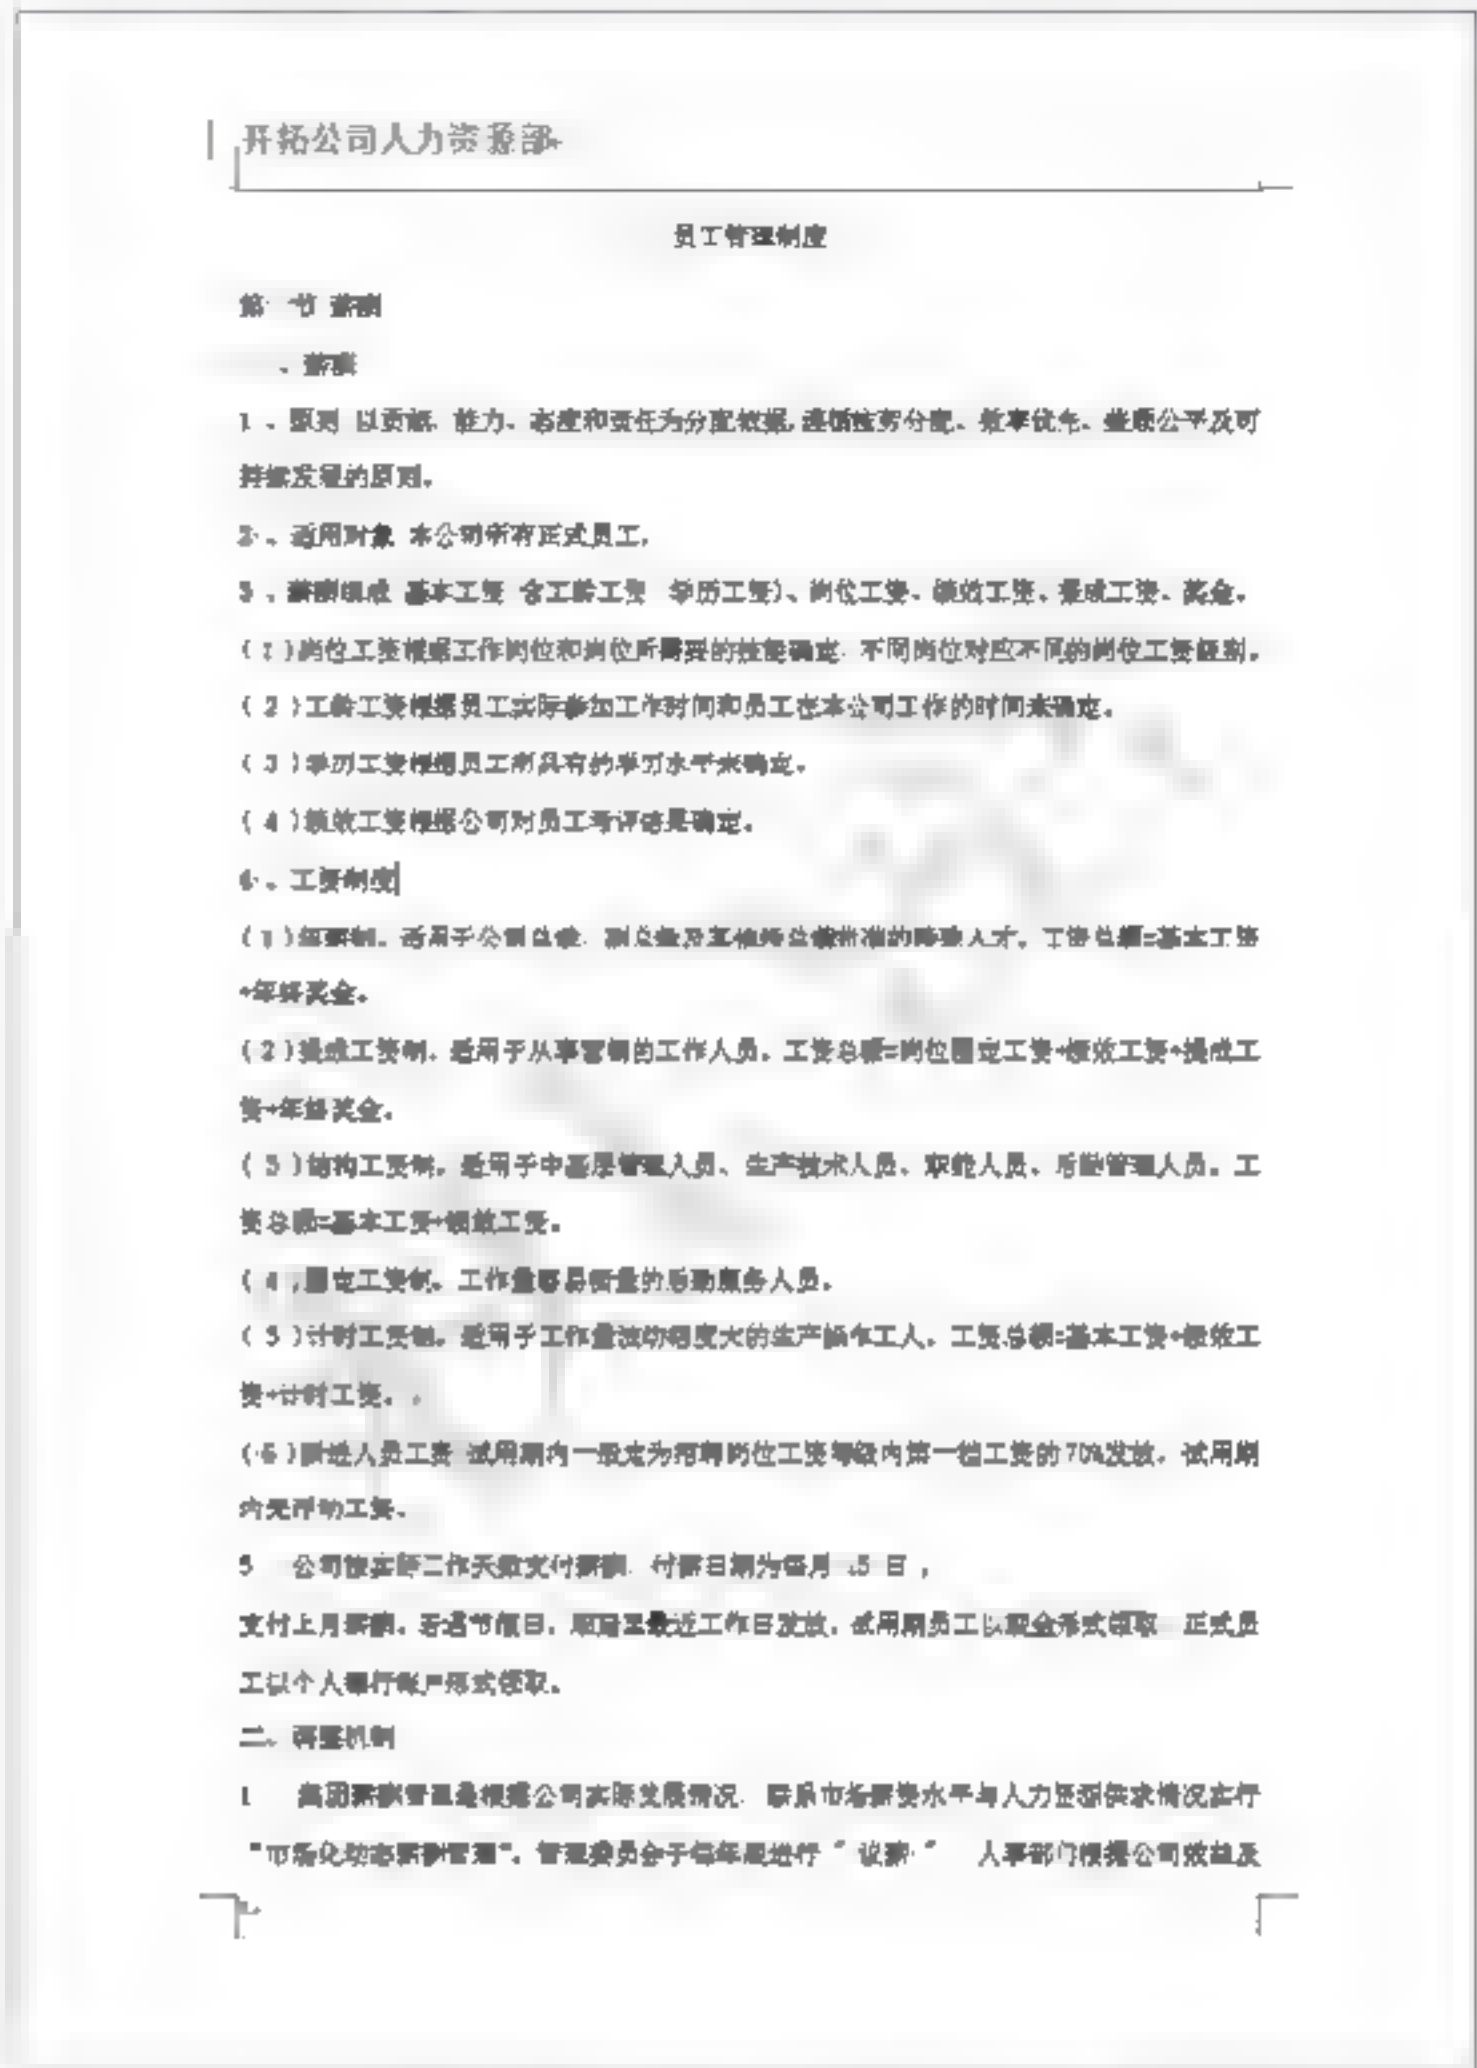 开拓公司人力资源部
员工管理制度
第一节 薪酬
一、薪酬
1、原则 以贡献、能力、态度和责任为分配依据,遵循按劳分配、效率优先、兼顾公平及可
持续发展的原则。
2、适用对象 本公司所有正式员工。
3、薪酬组成 基本工资 含工龄工资 学历工资)、岗位工资、绩效工资、提成工资、奖金。
(1)岗位工资根据工作岗位和岗位所需要的技能确定 不同岗位对应不同的岗位工资级别。
(2)工龄工资根据员工实际参加工作时间和员工在本公司工作的时间来确定。
(3)学历工资根据员工所具有的学历水平来确定。
(4)绩效工资根据公司对员工考评结果确定。
4、工资制度
(1)年薪制。适用于公司总裁、副总裁及其他经总裁批准的特殊人才。工资总额=基本工资
+年终奖金。
(2)提成工资制。适用于从事营销的工作人员。工资总额=岗位固定工资+绩效工资+提成工
资+年终奖金。
(3)结构工资制。适用于中基层管理人员、生产技术人员、职能人员、后勤管理人员。工
资总额=基本工资+绩效工资。
(4)固定工资制。工作量容易衡量的后勤服务人员。
(5)计时工资制。适用于工作量波动幅度大的生产操作工人。工资总额=基本工资+绩效工
资+计时工资。
(6)新进人员工资 试用期内一般定为招聘岗位工资等级内第一档工资的70%发放。试用期
内无浮动工资。
5 公司按实际工作天数支付薪酬 付薪日期为每月15日,
支付上月薪酬。若遇节假日,顺延至最近工作日发放。试用期员工以现金形式领取 正式员
工以个人银行账户形式领取。
二、调整机制
1 集团薪酬管理是根据公司实际发展情况 联系市场薪资水平与人力资源供求情况实行
"市场化动态薪酬管理"。管理委员会于每年底进行"议薪" 人事部门根据公司效益及